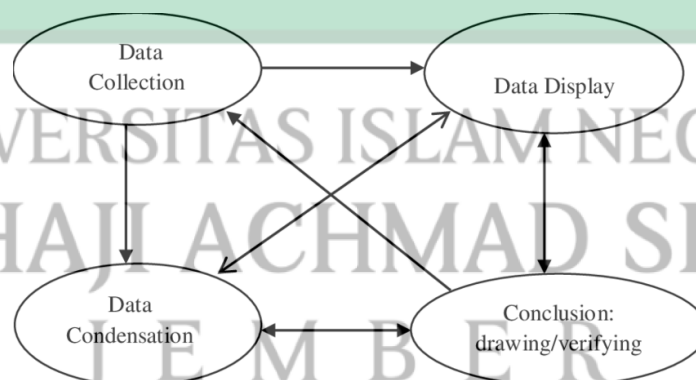 Data
Collection
Data Display
VERSITAS ISLAM NEG
HAJI ACHMAD SI
Data
Condensation
Conclusion:
drawing/verifying
J E M B E R